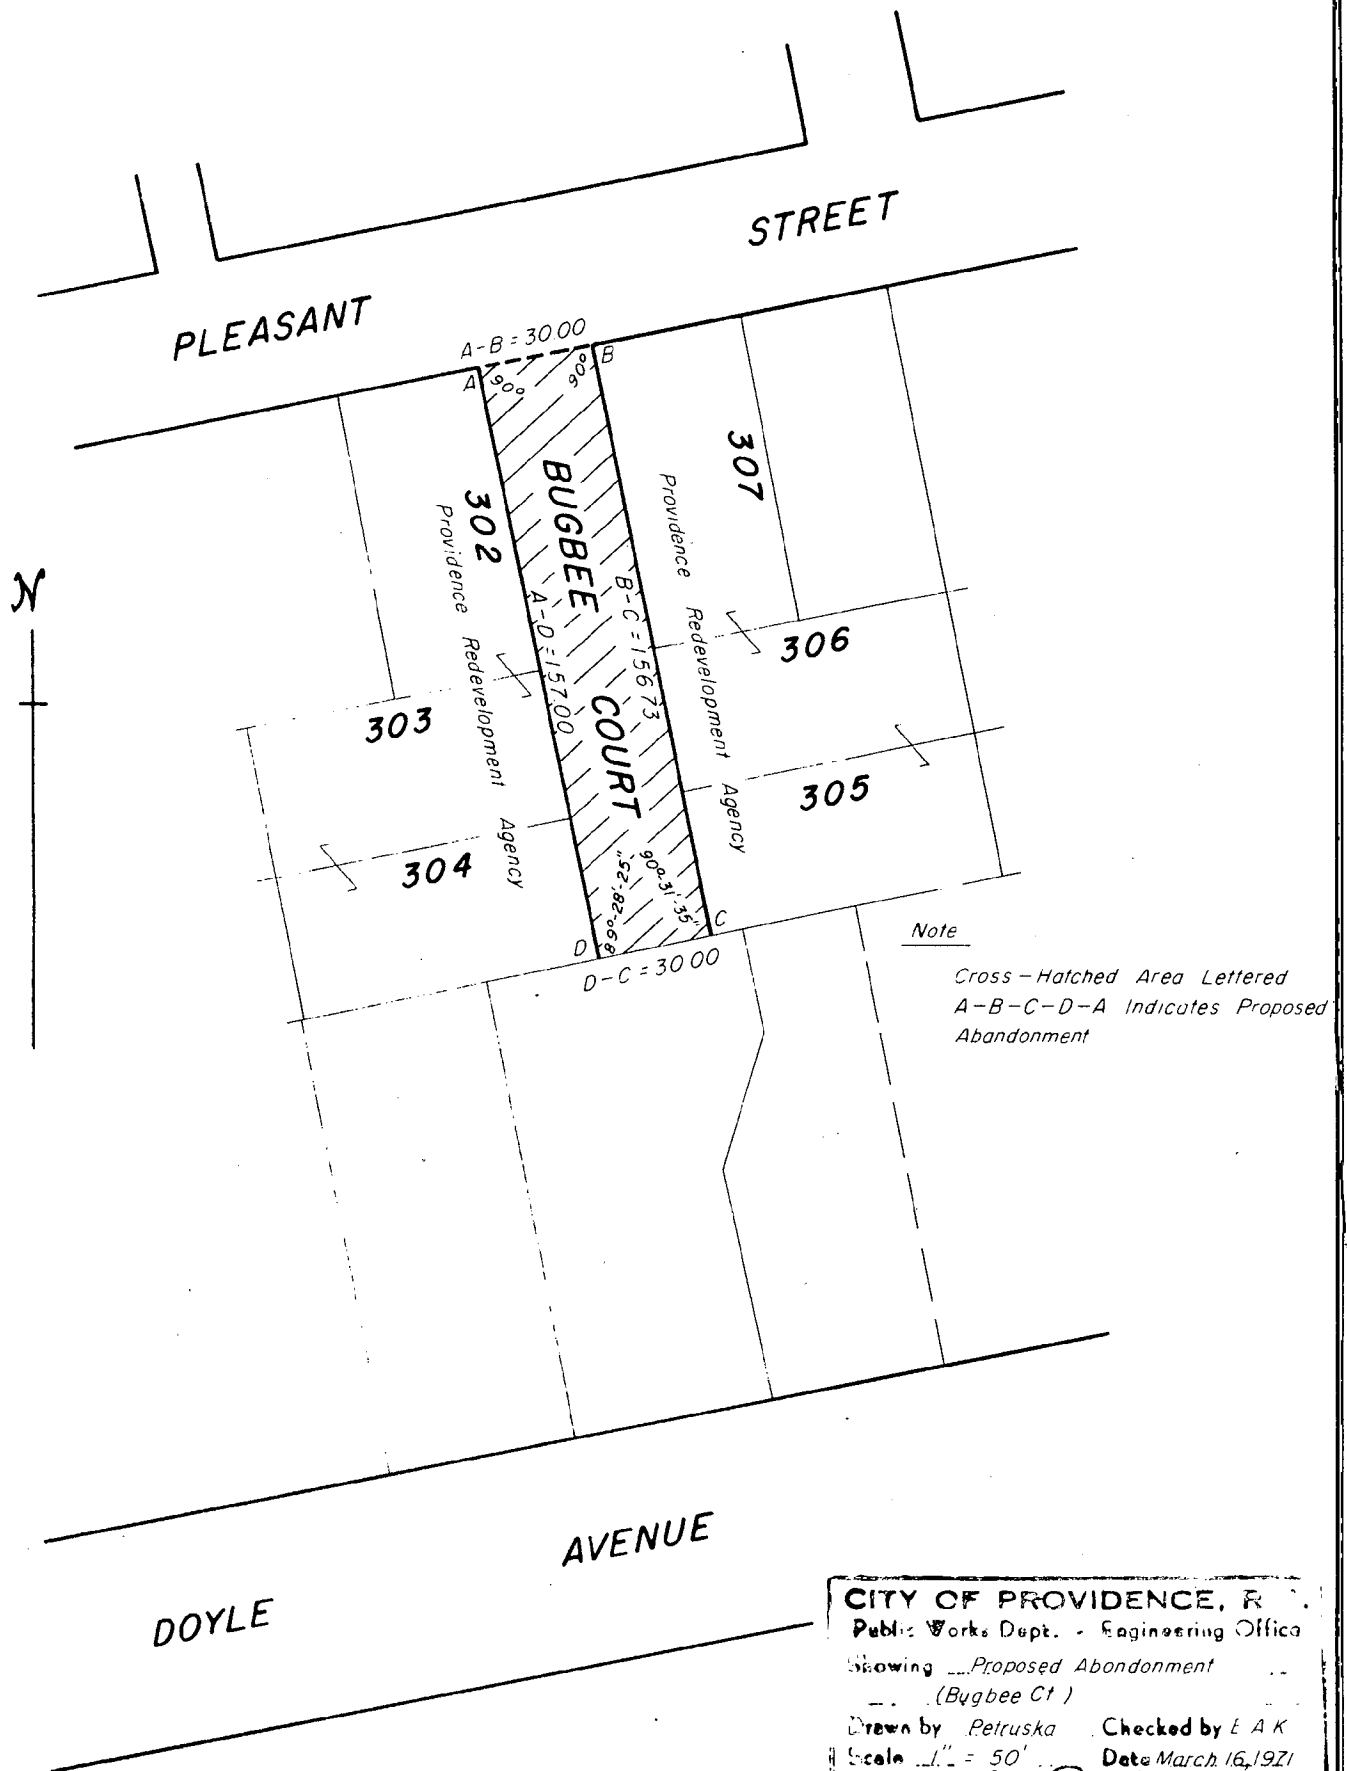 STREET
PLEASANT
A-B = 30.00
A
B
90°
90°
302
Providence Redevelopment Agency
BUGBEE COURT
A-D = 157.00
B-C = 156.73
Providence Redevelopment Agency
307
N
303
306
304
305
89°-28'-25"
90°-31'-35"
D
C
D-C = 30.00
Note
Cross-Hatched Area Lettered
A-B-C-D-A Indicates Proposed
Abandonment
AVENUE
DOYLE
CITY OF PROVIDENCE, R
Public Works Dept. - Engineering Office
Showing Proposed Abondonment
(Bugbee Ct)
Drawn by Petruska Checked by E A K
Scale 1" = 50' Date March 16, 1971